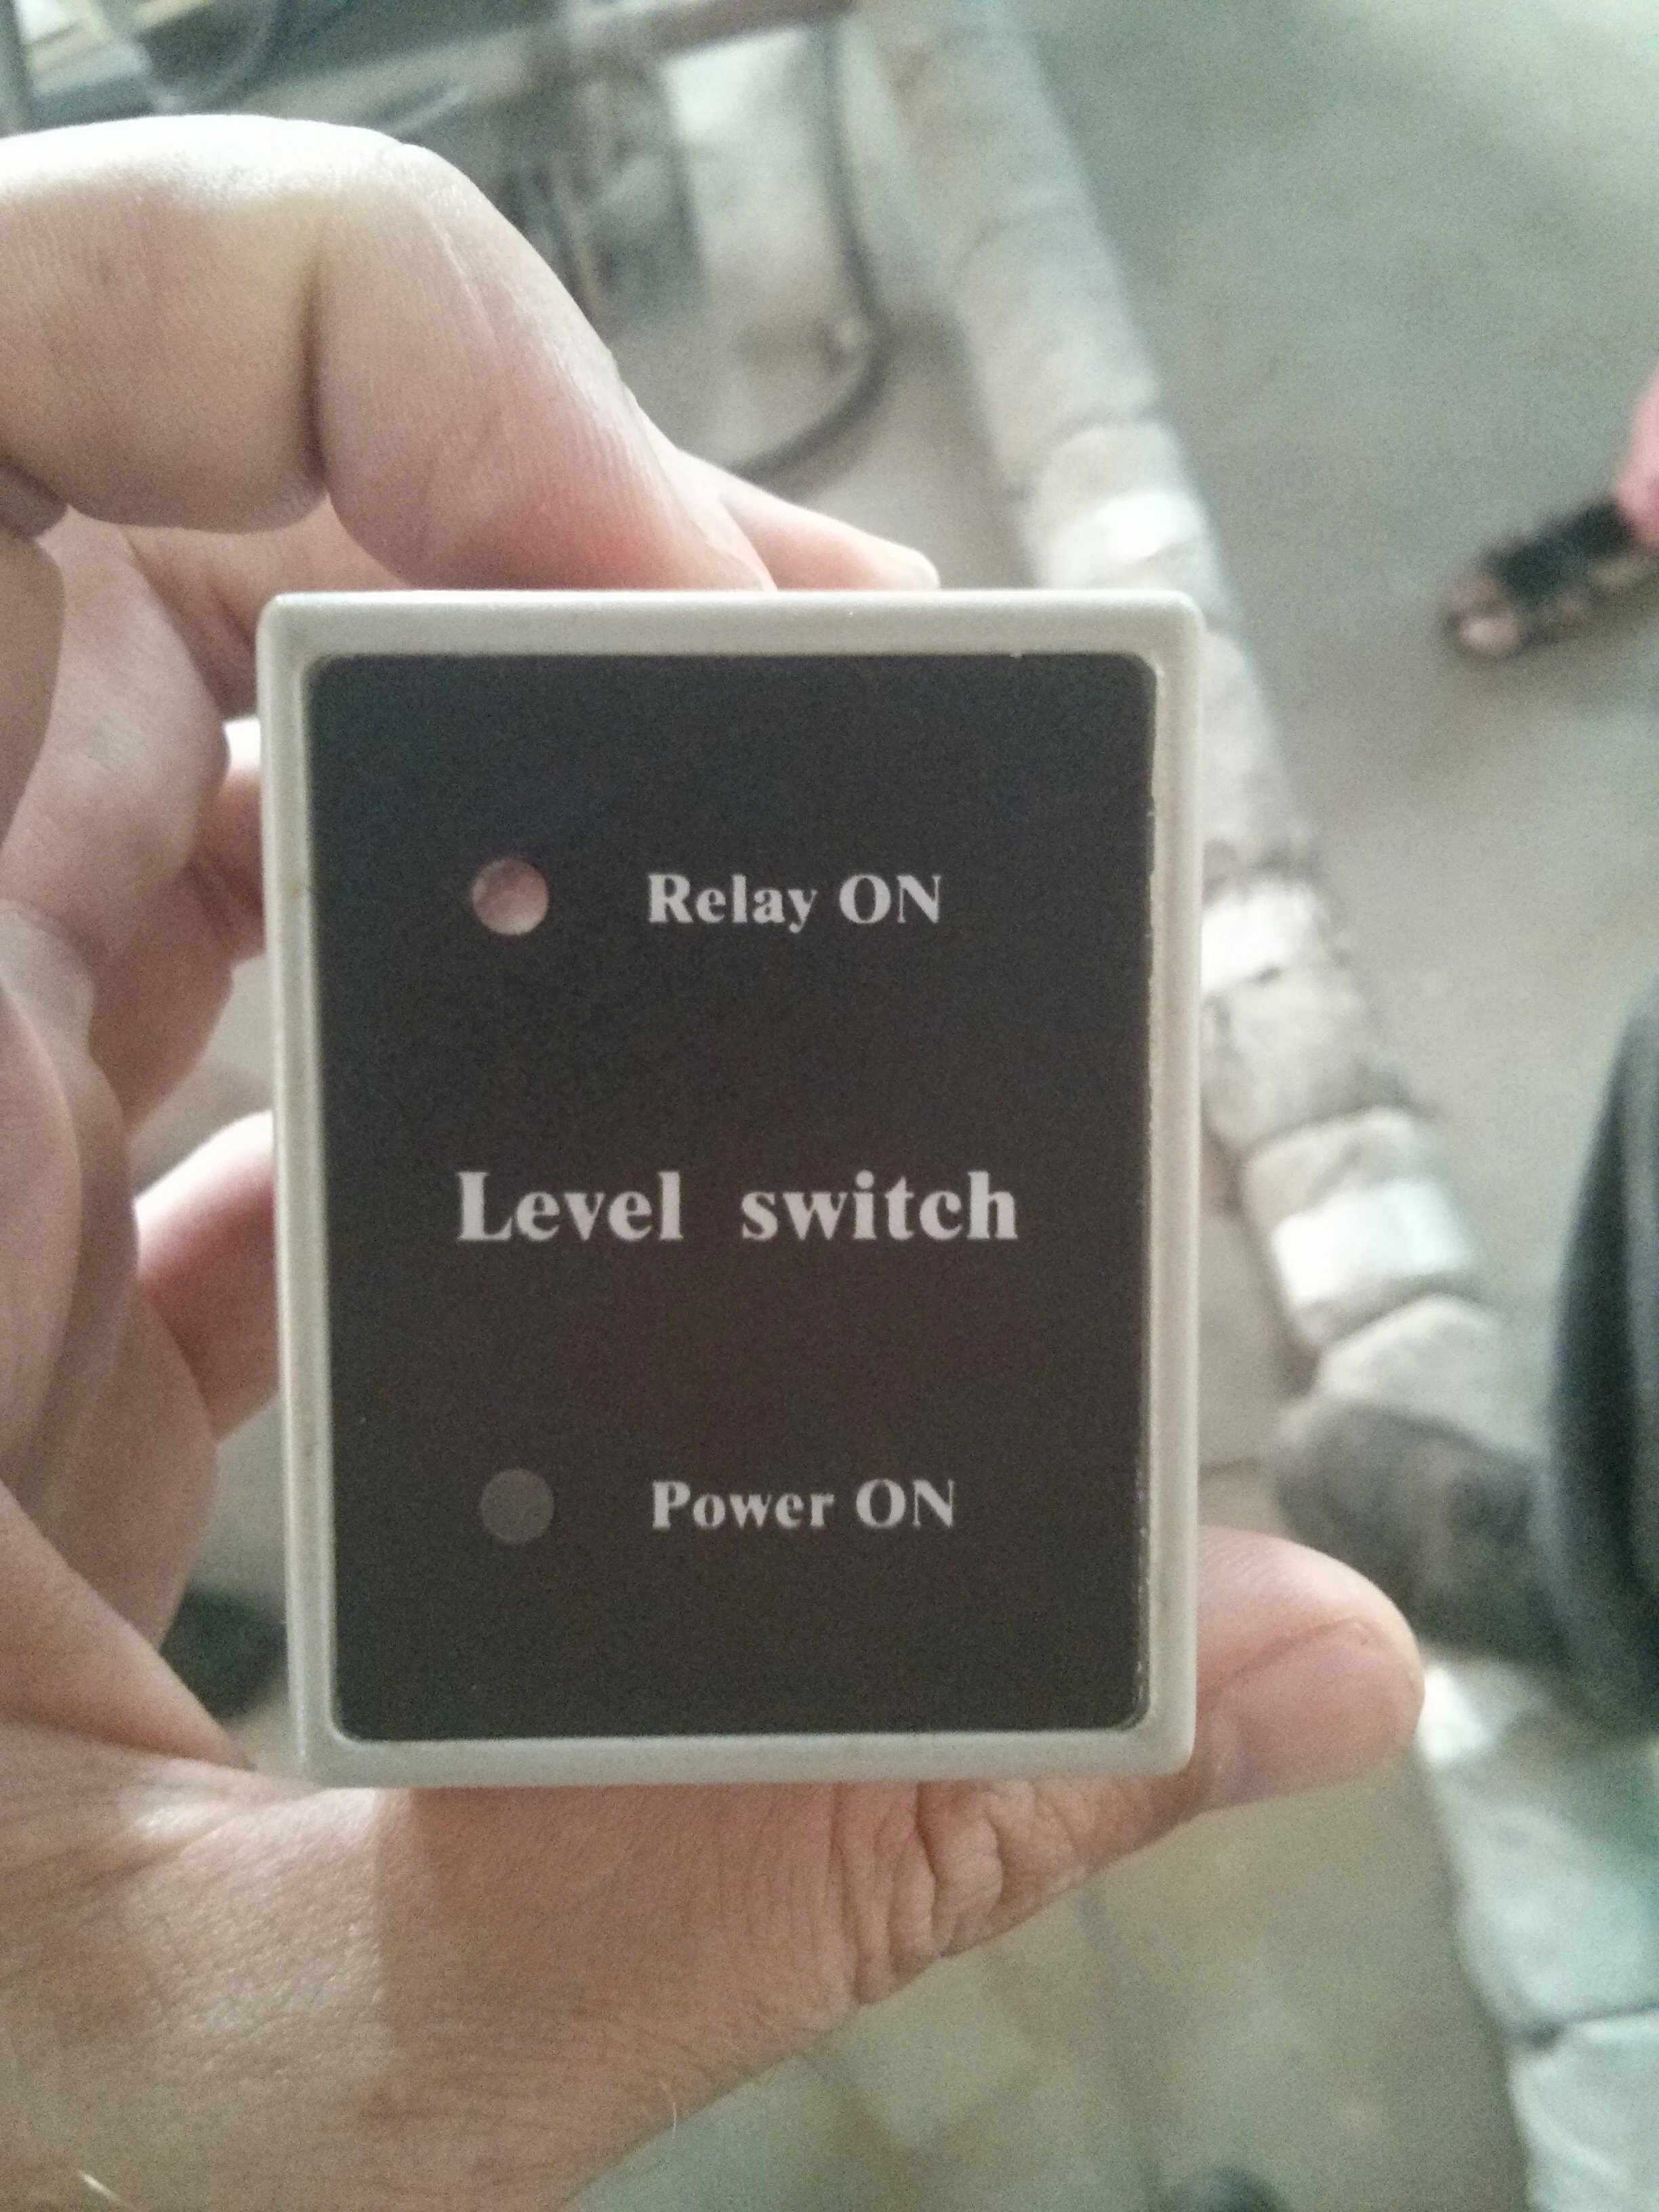 Relay ON
Level switch
Power ON